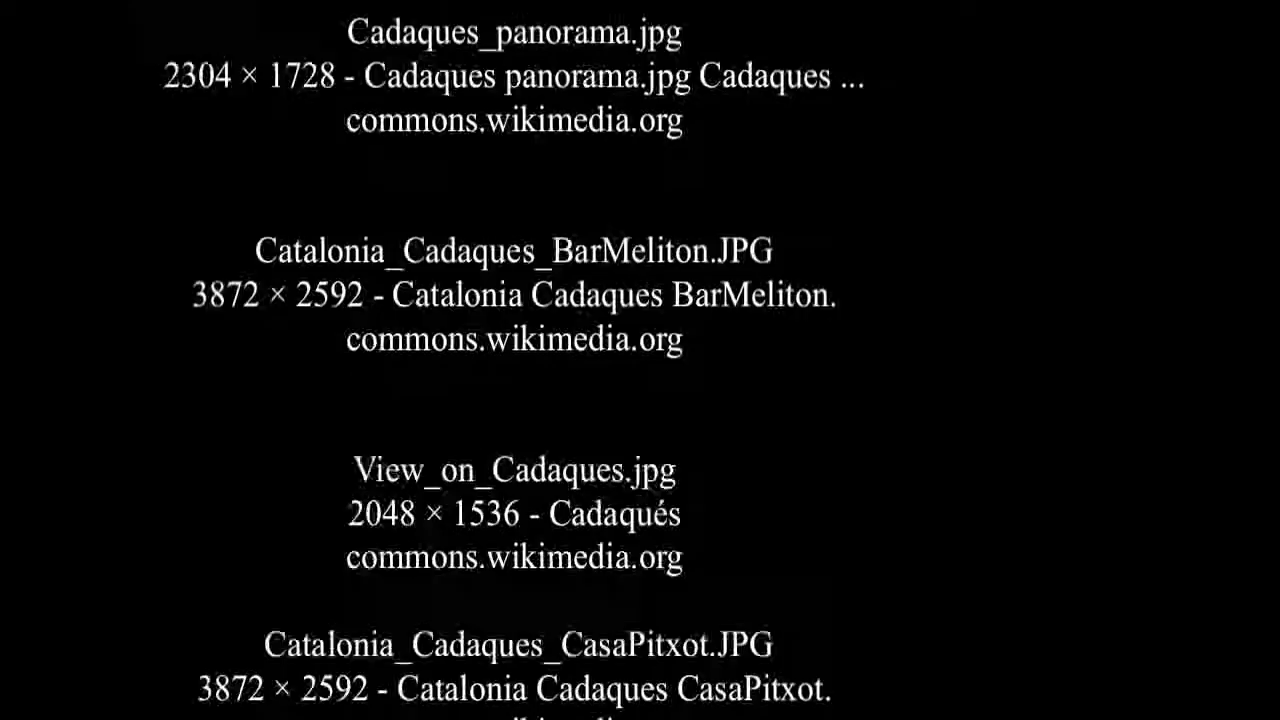 Cadaques_panorama.jpg
2304 × 1728 - Cadaques panorama.jpg Cadaques ...
commons.wikimedia.org
Catalonia_Cadaques_BarMeliton.JPG
3872 × 2592 - Catalonia Cadaques BarMeliton.
commons.wikimedia.org
View_on_Cadaques.jpg
2048 × 1536 - Cadaqués
commons.wikimedia.org
Catalonia_Cadaques_CasaPitxot.JPG
3872 × 2592 - Catalonia Cadaques CasaPitxot.